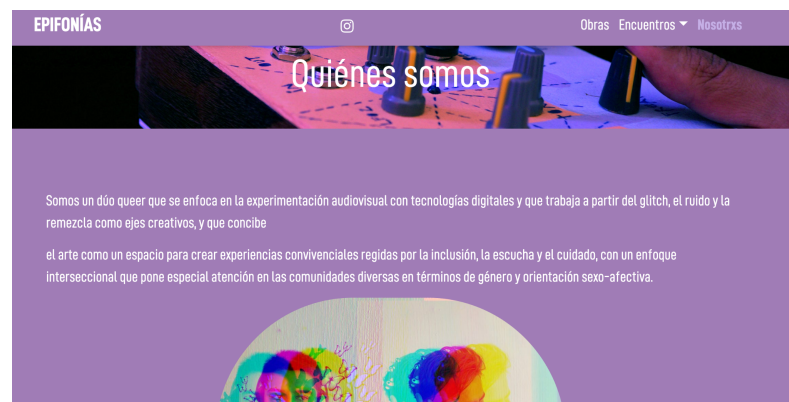 EPIFONÍAS
Obras Encuentros Nosotrxs
Quiénes somos
Somos un dúo queer que se enfoca en la experimentación audiovisual con tecnologías digitales y que trabaja a partir del glitch, el ruido y la
remezcla como ejes creativos, y que concibe
el arte como un espacio para crear experiencias convivenciales regidas por la inclusión, la escucha y el cuidado, con un enfoque
interseccional que pone especial atención en las comunidades diversas en términos de género y orientación sexo-afectiva.